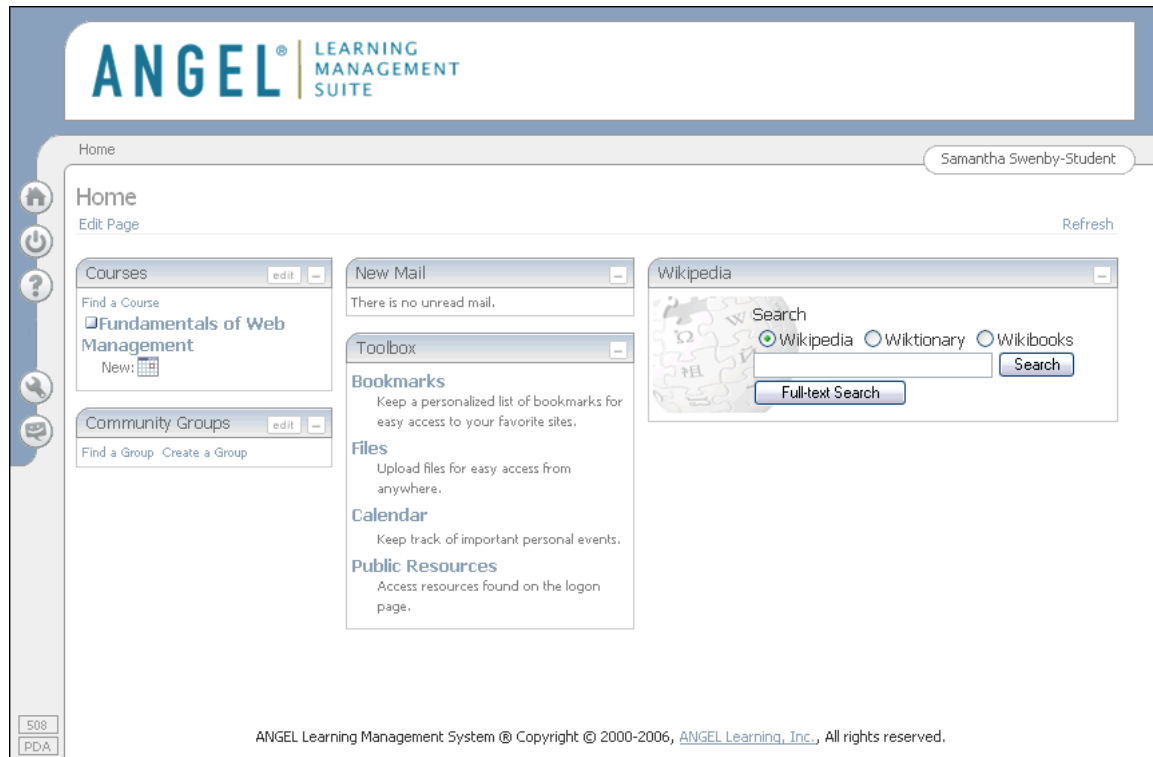 ANGEL® LEARNING
MANAGEMENT
SUITE
Home
Samantha Swenby-Student
Home
Edit Page
Refresh
Courses edit
Find a Course
Fundamentals of Web
Management
New:
Community Groups edit
Find a Group Create a Group
New Mail
There is no unread mail.
Toolbox
Bookmarks
Keep a personalized list of bookmarks for
easy access to your favorite sites.
Files
Upload files for easy access from
anywhere.
Calendar
Keep track of important personal events.
Public Resources
Access resources found on the logon
page.
Wikipedia
W
Ω
W
祖
Search
Wikipedia Wiktionary Wikibooks
Search
Full-text Search
508
PDA
ANGEL Learning Management System ® Copyright © 2000-2006, ANGEL Learning, Inc., All rights reserved.